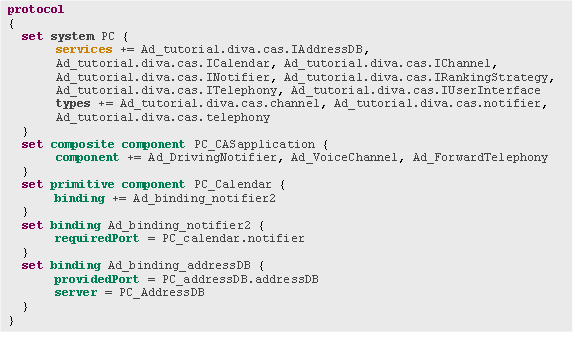 protocol
{
set system PC {
services += Ad_tutorial.diva.cas.IAddressDB,
Ad_tutorial.diva.cas.ICalendar, Ad_tutorial.diva.cas.IChannel,
Ad_tutorial.diva.cas.INotifier, Ad_tutorial.diva.cas.IRankingStrategy,
Ad_tutorial.diva.cas.ITelephony, Ad_tutorial.diva.cas.IUserInterface
types += Ad_tutorial.diva.cas.channel, Ad_tutorial.diva.cas.notifier,
Ad_tutorial.diva.cas.telephony
}
set composite component PC_CASapplication {
component += Ad_DrivingNotifier, Ad_VoiceChannel, Ad_ForwardTelephony
}
set primitive component PC_Calendar {
binding += Ad_binding_notifier2
}
set binding Ad_binding_notifier2 {
requiredPort = PC_calendar.notifier
}
set binding Ad_binding_addressDB {
providedPort = PC_addressDB.addressDB
server = PC_AddressDB
}
}